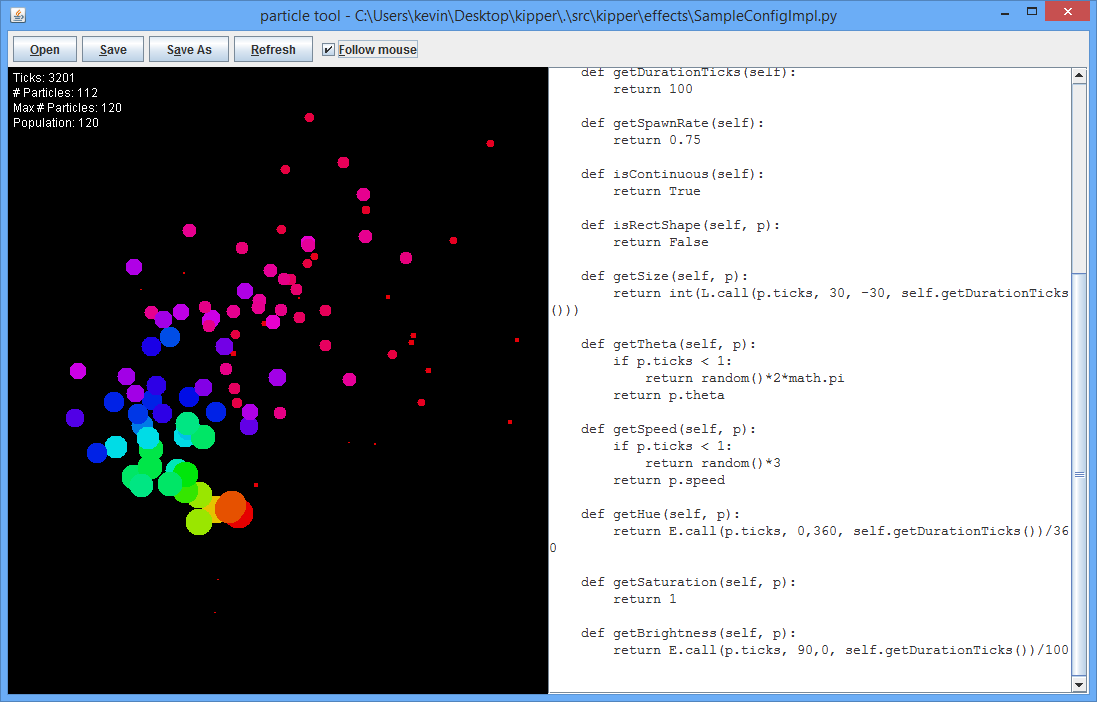 particle tool - C:\Users\kevin\Desktop\kipper\.\src\kipper\effects\SampleConfigImpl.py
Open Save Save As Refresh Follow mouse
Ticks: 3201
# Particles: 112
Max # Particles: 120
Population: 120
def getDurationTicks(self):
return 100
def getSpawnRate(self):
return 0.75
def isContinuous(self):
return True
def isRectShape(self, p):
return False
def getSize(self, p):
return int(L.call(p.ticks, 30, -30, self.getDurationTicks
()))
def getTheta(self, p):
if p.ticks < 1:
return random()*2*math.pi
return p.theta
def getSpeed(self, p):
if p.ticks < 1:
return random()*3
return p.speed
def getHue(self, p):
return E.call(p.ticks, 0,360, self.getDurationTicks())/36
0
def getSaturation(self, p):
return 1
def getBrightness(self, p):
return E.call(p.ticks, 90,0, self.getDurationTicks())/100